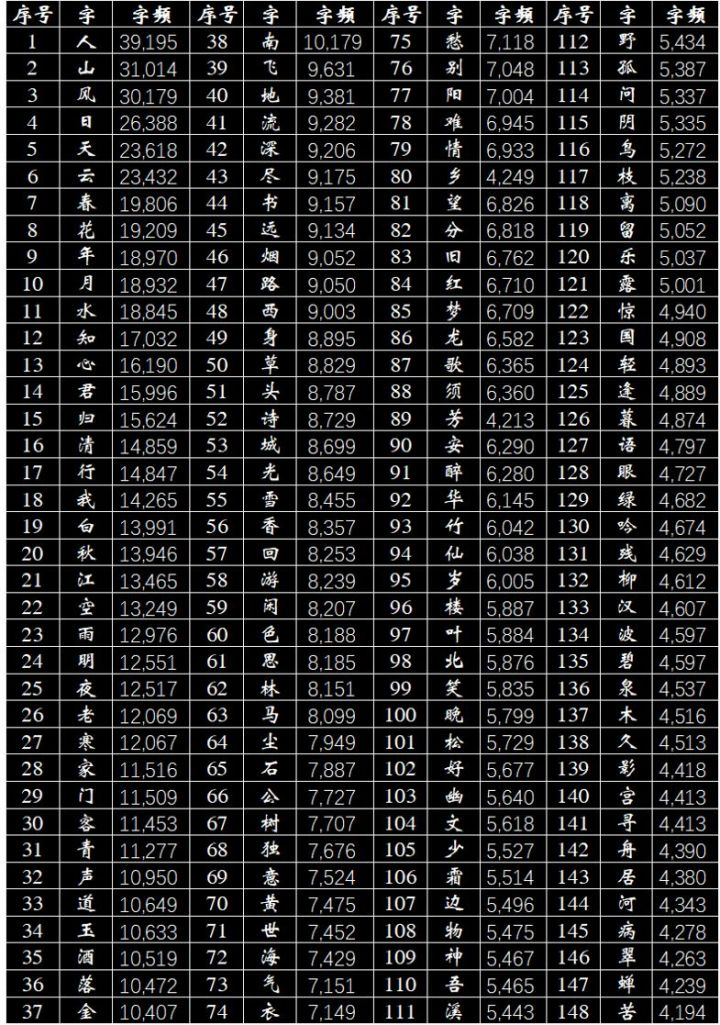 序号 字 字頻 序号 字 字頻 序号 字 字頻 序号 字 字頻
1 人 39,195 38 南 10,179 75 愁 7,118 112 野 5,434
2 山 31,014 39 飞 9,631 76 别 7,048 113 孤 5,387
3 风 30,179 40 地 9,381 77 阳 7,004 114 问 5,337
4 日 26,388 41 流 9,282 78 难 6,945 115 阴 5,335
5 天 23,618 42 深 9,206 79 情 6,933 116 鸟 5,272
6 云 23,432 43 尽 9,175 80 乡 4,249 117 枝 5,238
7 春 19,806 44 书 9,157 81 望 6,826 118 离 5,090
8 花 19,209 45 远 9,134 82 分 6,818 119 留 5,052
9 年 18,970 46 烟 9,052 83 旧 6,762 120 乐 5,037
10 月 18,932 47 路 9,050 84 红 6,710 121 露 5,001
11 水 18,845 48 西 9,003 85 梦 6,709 122 惊 4,940
12 知 17,032 49 身 8,895 86 龙 6,582 123 国 4,908
13 心 16,190 50 草 8,829 87 歌 6,365 124 轻 4,893
14 君 15,996 51 头 8,787 88 须 6,360 125 逢 4,889
15 归 15,624 52 诗 8,729 89 芳 4,213 126 暮 4,874
16 清 14,859 53 城 8,699 90 安 6,290 127 语 4,797
17 行 14,847 54 光 8,649 91 醉 6,280 128 眼 4,727
18 我 14,265 55 雪 8,455 92 华 6,145 129 绿 4,682
19 白 13,991 56 香 8,357 93 竹 6,042 130 吟 4,674
20 秋 13,946 57 回 8,253 94 仙 6,038 131 残 4,629
21 江 13,465 58 游 8,239 95 岁 6,005 132 柳 4,612
22 空 13,249 59 闲 8,207 96 楼 5,887 133 汉 4,607
23 雨 12,976 60 色 8,188 97 叶 5,884 134 波 4,597
24 明 12,551 61 思 8,185 98 北 5,876 135 碧 4,597
25 夜 12,517 62 林 8,151 99 笑 5,835 136 泉 4,537
26 老 12,069 63 马 8,099 100 晚 5,799 137 木 4,516
27 寒 12,067 64 尘 7,949 101 松 5,729 138 久 4,513
28 家 11,516 65 石 7,887 102 好 5,677 139 影 4,418
29 门 11,509 66 公 7,727 103 幽 5,640 140 宫 4,413
30 客 11,453 67 树 7,707 104 文 5,618 141 寻 4,413
31 青 11,277 68 独 7,676 105 少 5,527 142 舟 4,390
32 声 10,950 69 意 7,524 106 霜 5,514 143 居 4,380
33 道 10,649 70 黄 7,475 107 边 5,496 144 河 4,343
34 玉 10,633 71 世 7,452 108 物 5,475 145 病 4,278
35 酒 10,519 72 海 7,429 109 神 5,467 146 翠 4,263
36 落 10,472 73 气 7,151 110 吾 5,465 147 蝉 4,239
37 金 10,407 74 衣 7,149 111 溪 5,443 148 苦 4,194